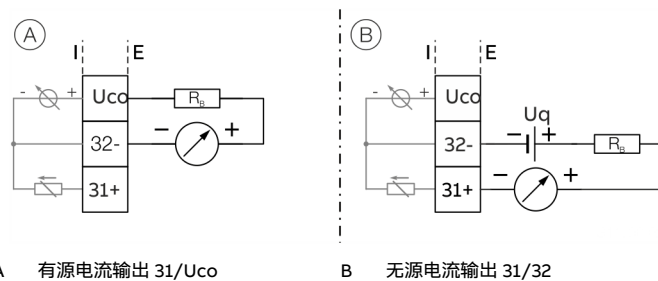 A
I E
- +
Uco
R_B
32-
- +
31+
B
I E
- +
Uco
Uq
- +
R_B
32-
31+
- +
A 有源电流输出 31/Uco
B 无源电流输出 31/32